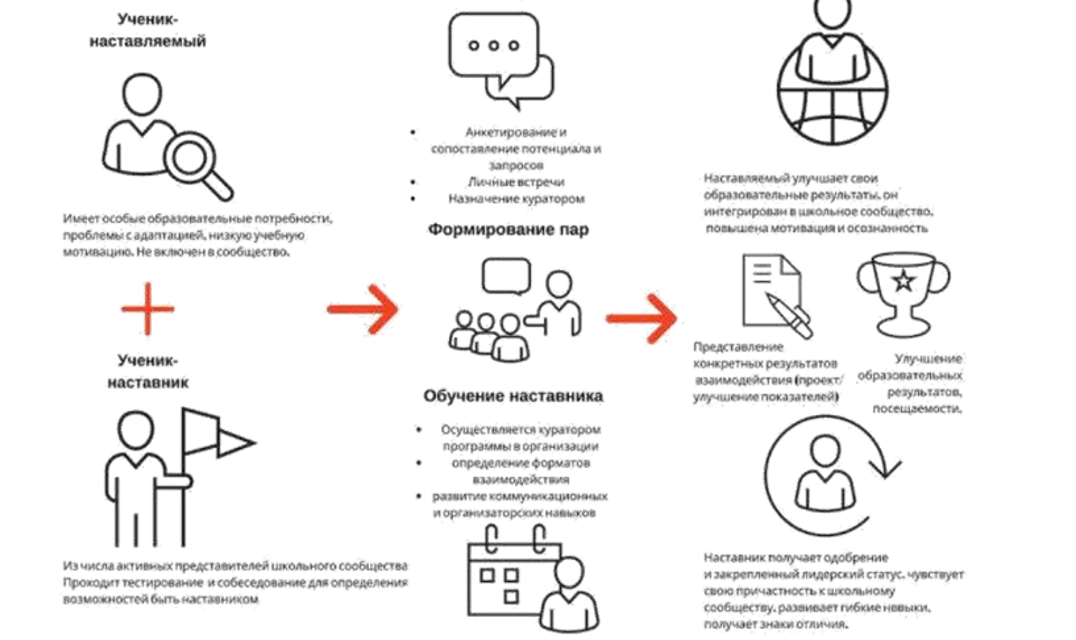 Ученик-
наставляемый
Имеет особые образовательные потребности,
проблемы с адаптацией, низкую учебную
мотивацию. Не включен в сообщество.
Ученик-
наставник
Из числа активных представителей школьного сообщества
Проходит тестирование и собеседование для определения
возможностей быть наставником
• Анкетирование и
сопоставление потенциала и
запросов
• Личные встречи
• Назначение куратором
Формирование пар
Обучение наставника
• Осуществляется куратором
программы в организации
• определение форматов
взаимодействия
• развитие коммуникационных
и организаторских навыков
Наставляемый улучшает свои
образовательные результаты, он
интегрирован в школьное сообщество,
повышена мотивация и осознанность
Представление
конкретных результатов
взаимодействия (проект/
улучшение показателей)
Улучшение
образовательных
результатов,
посещаемости.
Наставник получает одобрение
и закрепленный лидерский статус, чувствует
свою причастность к школьному
сообществу, развивает гибкие навыки,
получает знаки отличия.